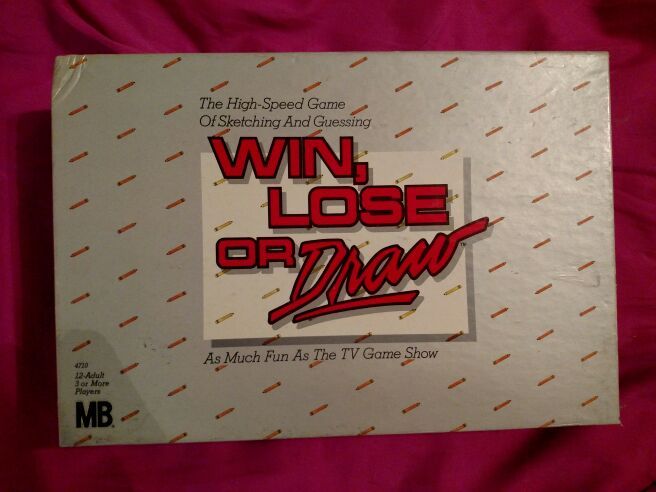 The High-Speed Game
Of Sketching And Guessing
WIN,
LOSE
OR Draw™
As Much Fun As The TV Game Show
4710
12-Adult
3 or More
Players
MB